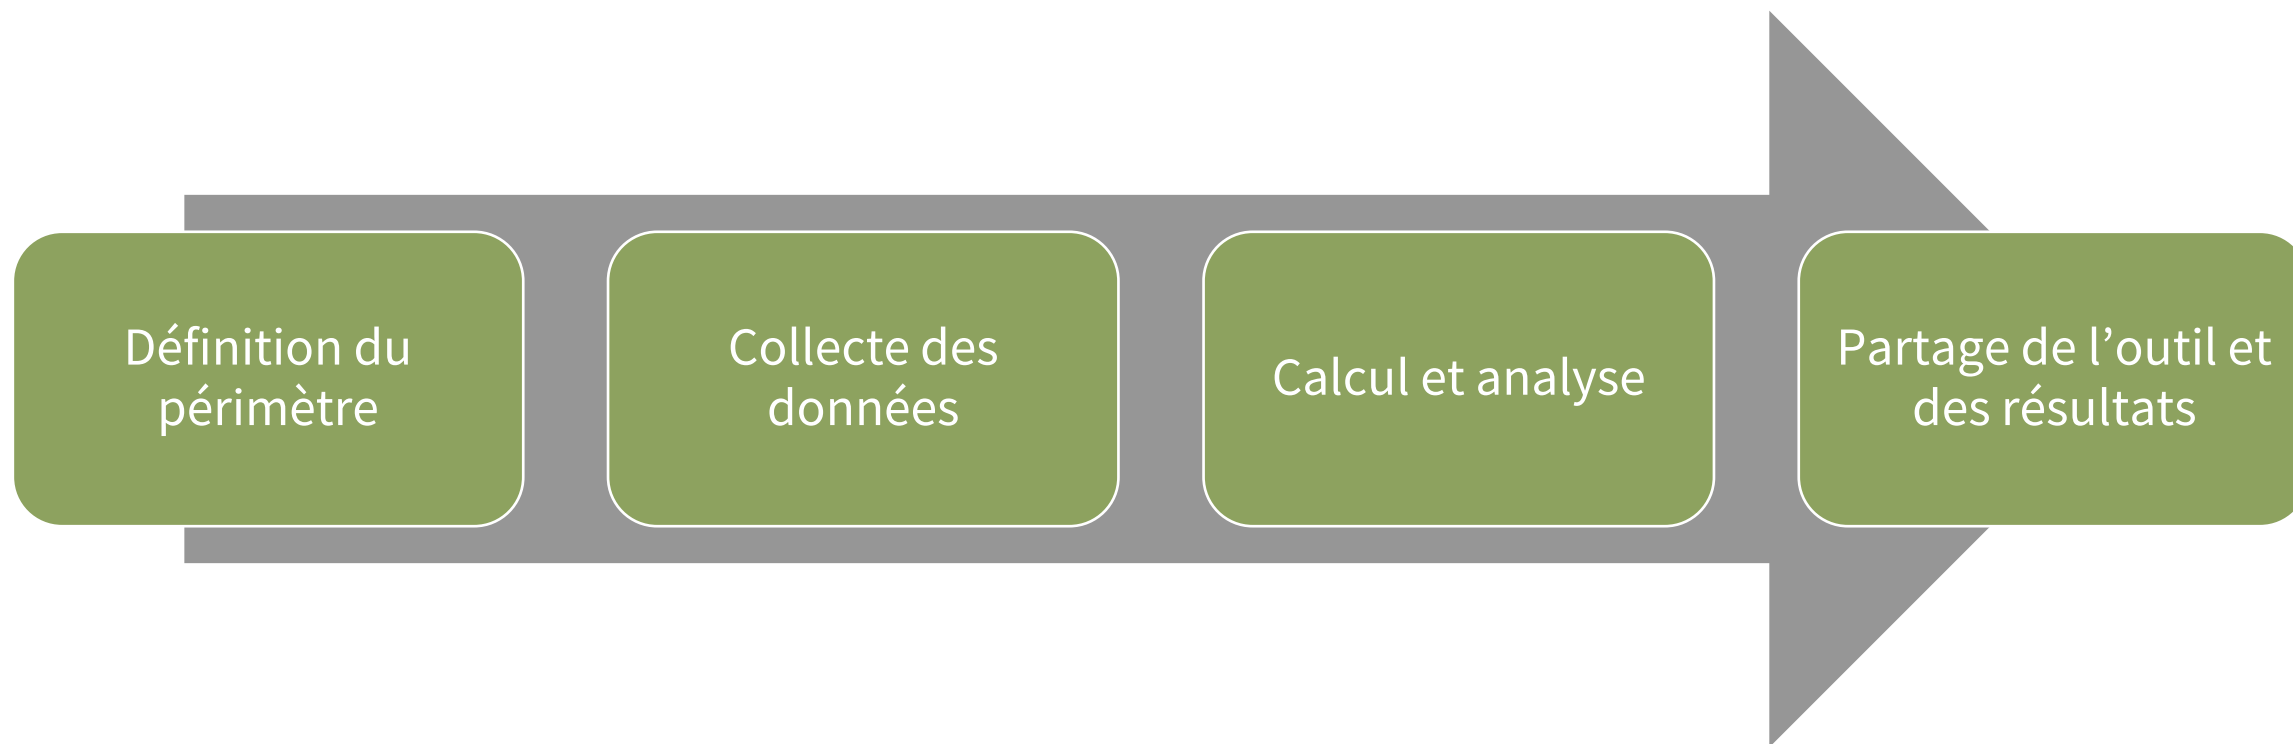 Définition du
périmètre
Collecte des
données
Calcul et analyse
Partage de l’outil et
des résultats